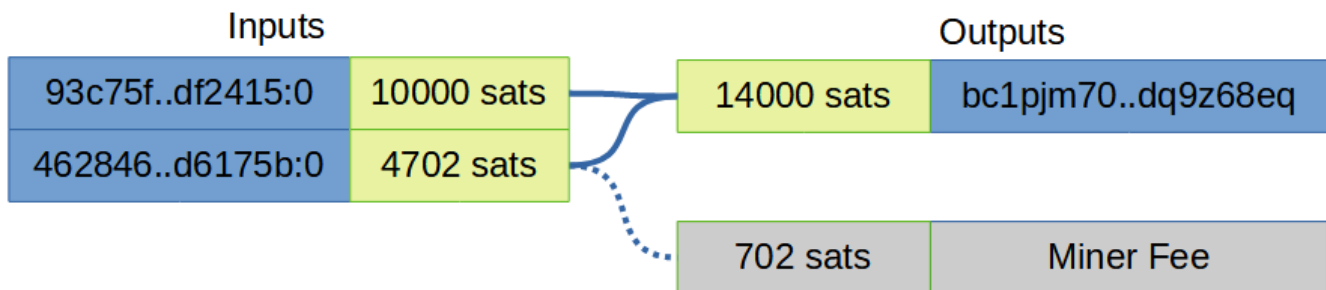 Inputs
Outputs
93c75f..df2415:0 10000 sats
14000 sats bc1pjm70..dq9z68eq
462846..d6175b:0 4702 sats
702 sats Miner Fee